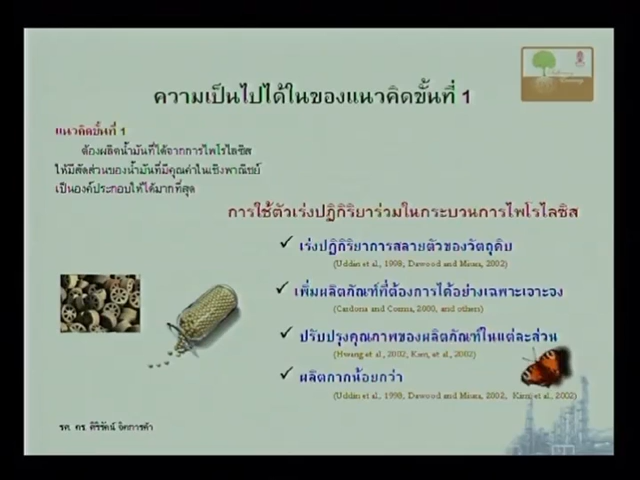 ความเป็นไปได้ในของแนวคิดขั้นที่ 1
แนวคิดขั้นที่ 1
ต้องผลิตน้ำมันที่ได้จากการไพโรไลซิส
ให้มีสัดส่วนของน้ำมันที่มีคุณค่าในเชิงพาณิชย์
เป็นองค์ประกอบให้ได้มากที่สุด
การใช้ตัวเร่งปฏิกิริยาร่วมในกระบวนการไพโรไลซิส
✓ เร่งปฏิกิริยาการสลายตัวของวัตถุดิบ
(Uddin et al., 1998, Dawood and Miura, 2002)
✓ เพิ่มผลิตภัณฑ์ที่ต้องการได้อย่างเฉพาะเจาะจง
(Cardona and Corma, 2000, and others)
✓ ปรับปรุงคุณภาพของผลิตภัณฑ์ในแต่ละส่วน
(Hwang et al., 2002, Kim, et al., 2002)
✓ ผลิตกากน้อยกว่า
(Uddin et al., 1998, Dawood and Miura, 2002, Kim, et al., 2002)
รศ. ดร. ศิริรัตน์ จิตการค้า